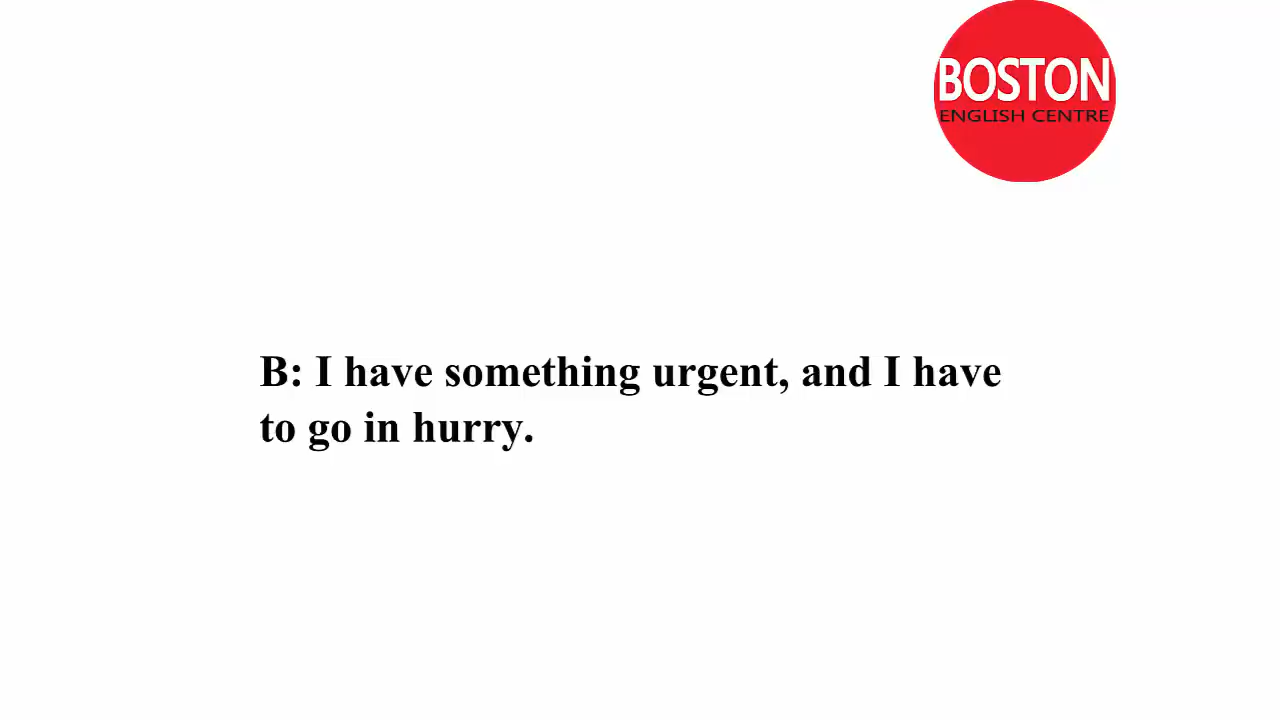 BOSTON
ENGLISH CENTRE
B: I have something urgent, and I have
to go in hurry.